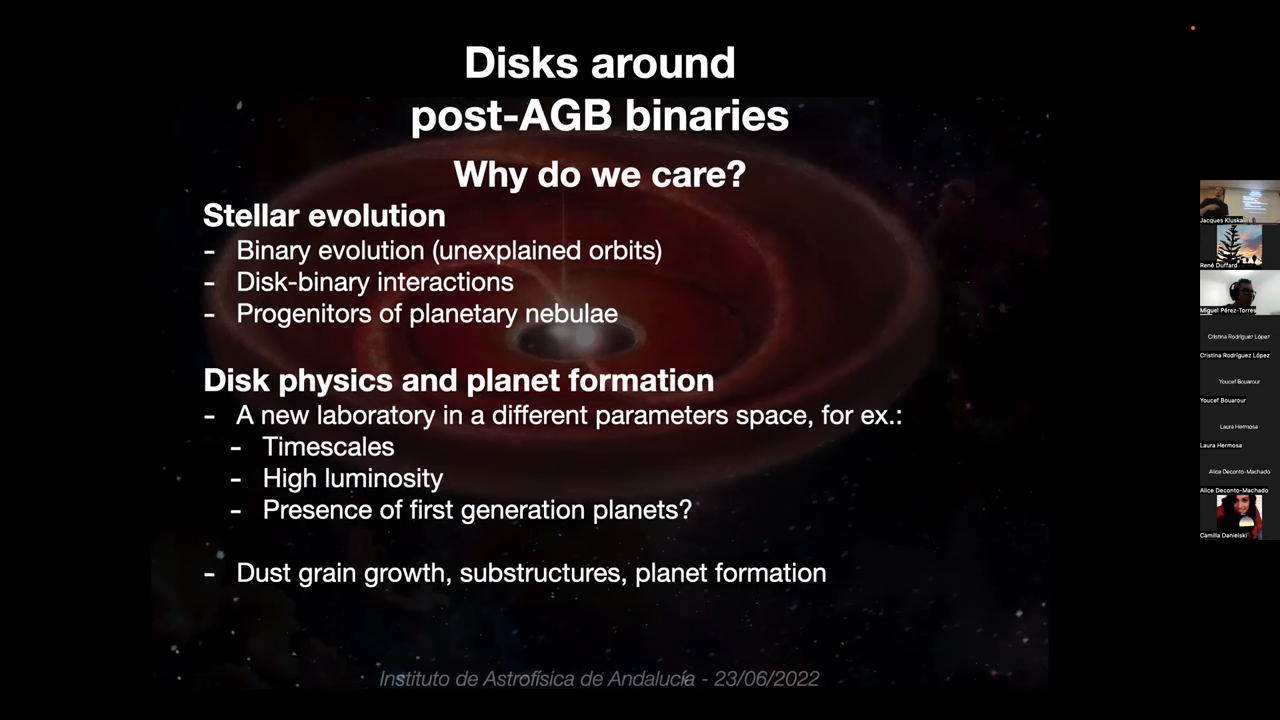 Disks around
post-AGB binaries
Why do we care?
Stellar evolution
- Binary evolution (unexplained orbits)
- Disk-binary interactions
- Progenitors of planetary nebulae
Disk physics and planet formation
- A new laboratory in a different parameters space, for ex.:
- Timescales
- High luminosity
- Presence of first generation planets?
- Dust grain growth, substructures, planet formation
Instituto de Astrofísica de Andalucía - 23/06/2022
Jacques Kluska
René Duffard
Miguel Pérez-Torres
Cristina Rodríguez López
Cristina Rodríguez López
Youcef Bouarour
Youcef Bouarour
Laura Hermosa
Laura Hermosa
Alice Deconto-Machado
Alice Deconto-Machado
Camilla Danielski